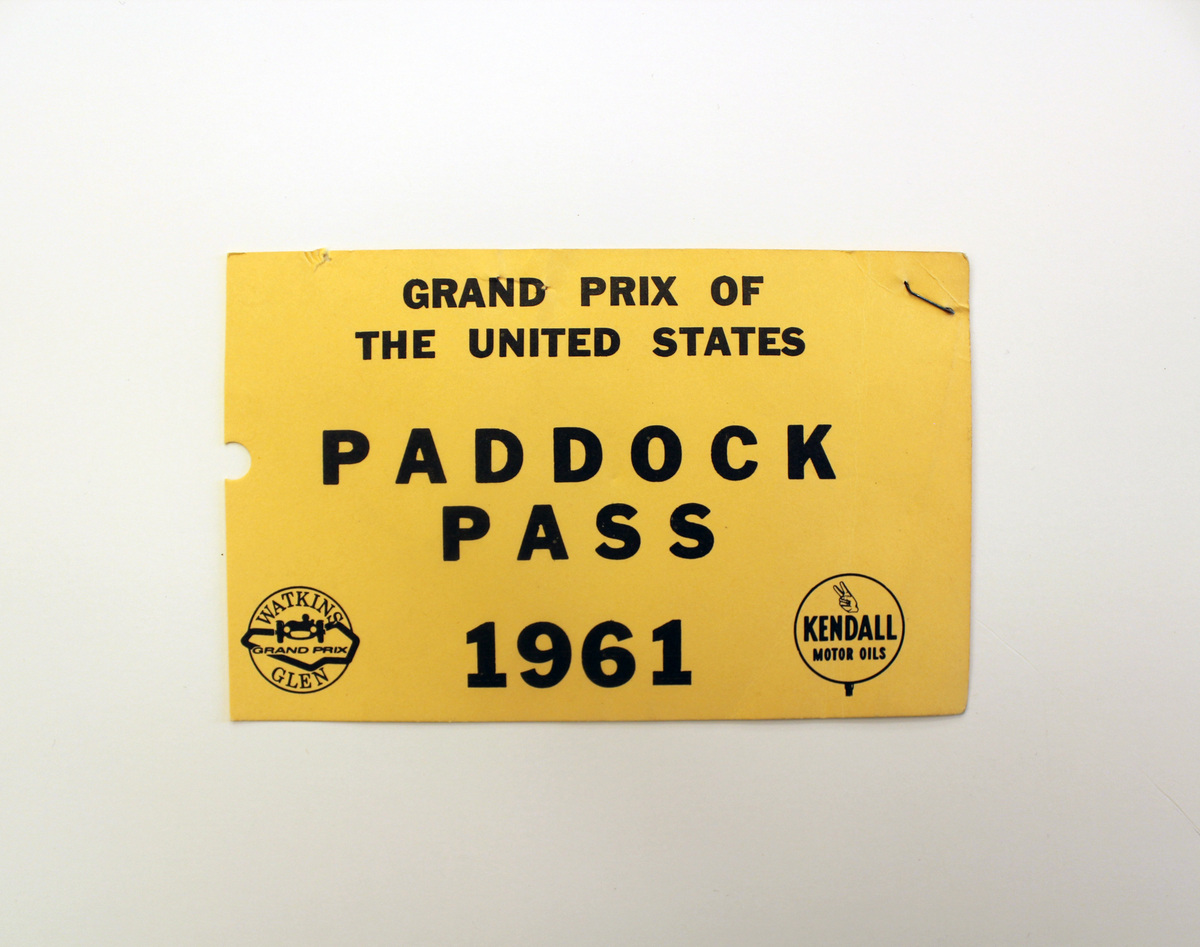 GRAND PRIX OF
THE UNITED STATES
PADDOCK
PASS
1961
WATKINS
GRAND PRIX
GLEN
KENDALL
MOTOR OILS